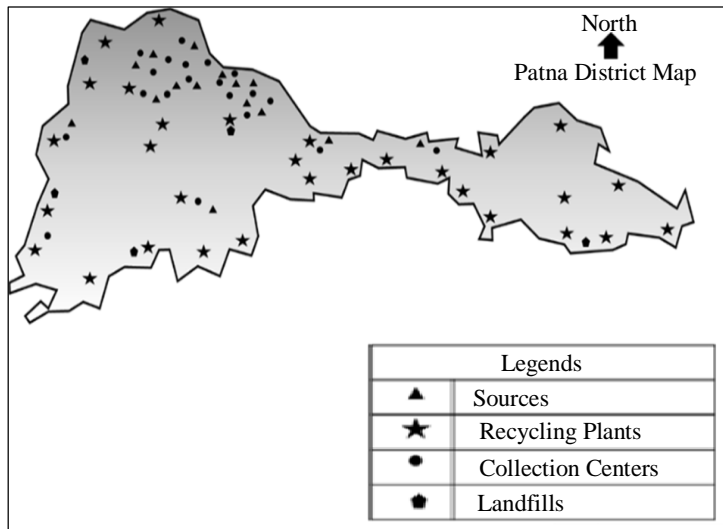 North
Patna District Map
Legends
Sources
Recycling Plants
Collection Centers
Landfills